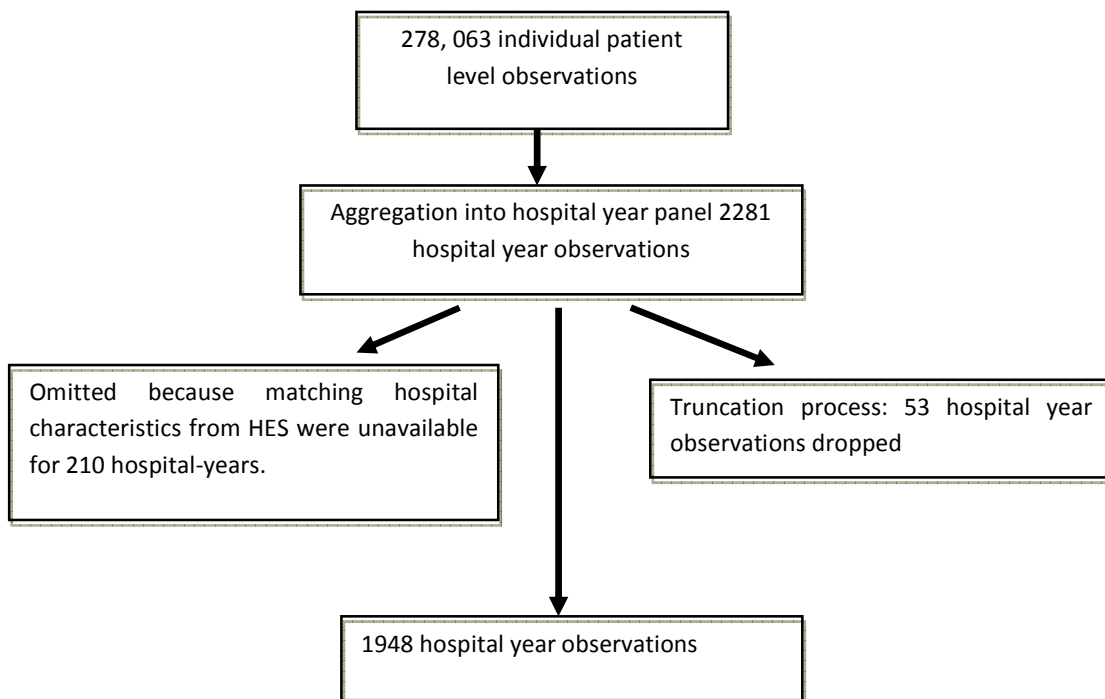 278, 063 individual patient
level observations
Aggregation into hospital year panel 2281
hospital year observations
Omitted because matching hospital
characteristics from HES were unavailable
for 210 hospital-years.
Truncation process: 53 hospital year
observations dropped
1948 hospital year observations